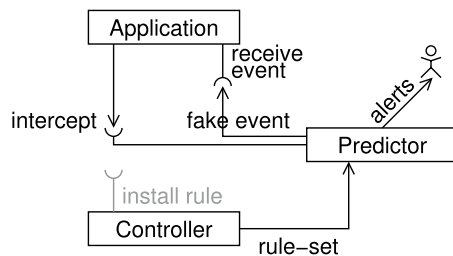 Application
receive
event
alerts
intercept
fake event
Predictor
install rule
Controller
rule-set